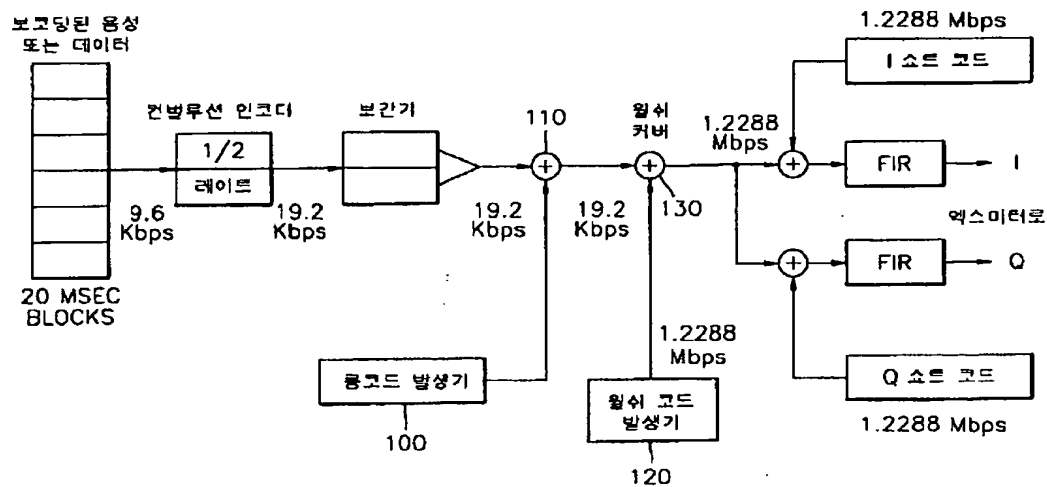 보코딩된 음성
또는 데이터
20 MSEC
BLOCKS
9.6
Kbps
컨벌루션 인코더
1/2
레이트
19.2
Kbps
보간기
19.2
Kbps
110
19.2
Kbps
롱코드 발생기
100
월쉬
커버
130
1.2288
Mbps
월쉬 코드
발생기
120
1.2288
Mbps
1.2288 Mbps
I 쇼트 코드
FIR
I
엑스미터로
FIR
Q
Q 쇼트 코드
1.2288 Mbps